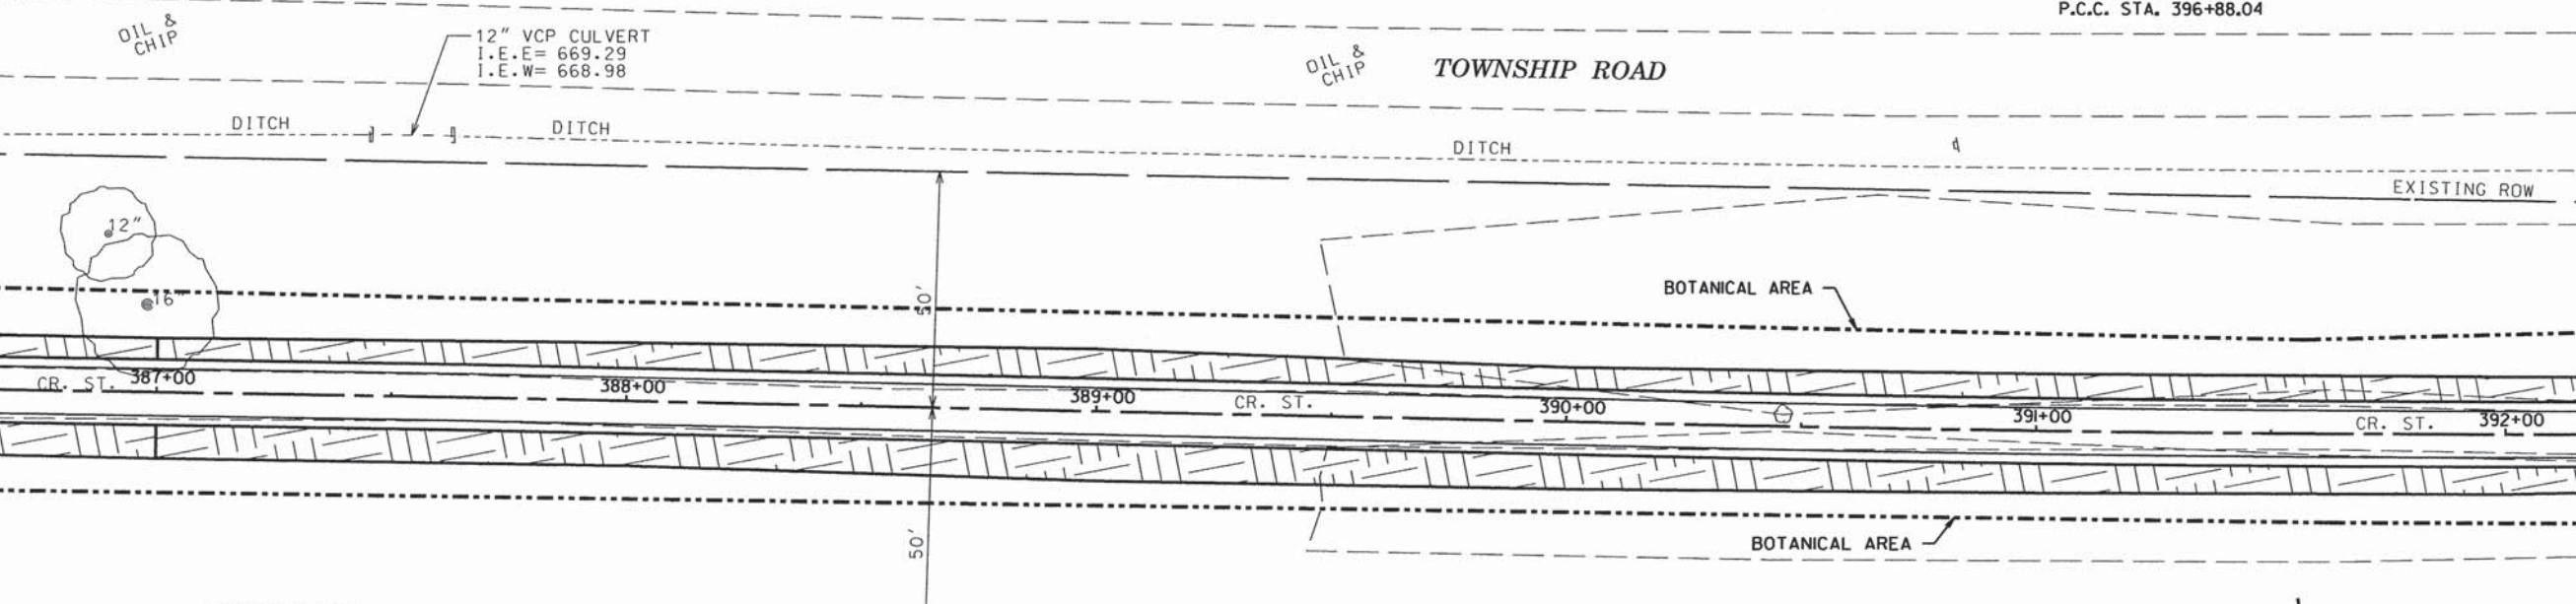 P.C.C. STA. 396+88.04
OIL &
CHIP
12" VCP CULVERT
I.E.E= 669.29
I.E.W= 668.98
OIL &
CHIP
TOWNSHIP ROAD
DITCH
DITCH
DITCH
EXISTING ROW
12"
16"
50'
BOTANICAL AREA
CR. ST.
387+00
388+00
389+00
CR. ST.
390+00
391+00
CR. ST.
392+00
50'
BOTANICAL AREA